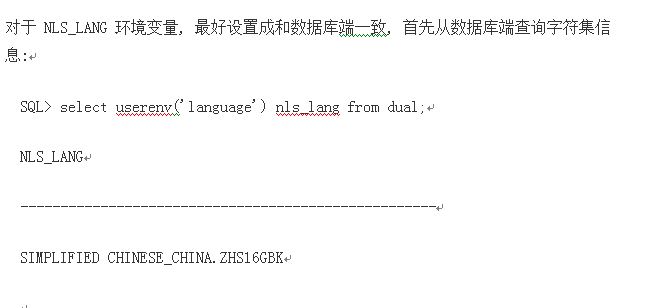 对于 NLS_LANG 环境变量, 最好设置成和数据库端一致, 首先从数据库端查询字符集信
息:
SQL> select userenv('language') nls_lang from dual;
NLS_LANG
----------------------------------------------------
SIMPLIFIED CHINESE_CHINA.ZHS16GBK